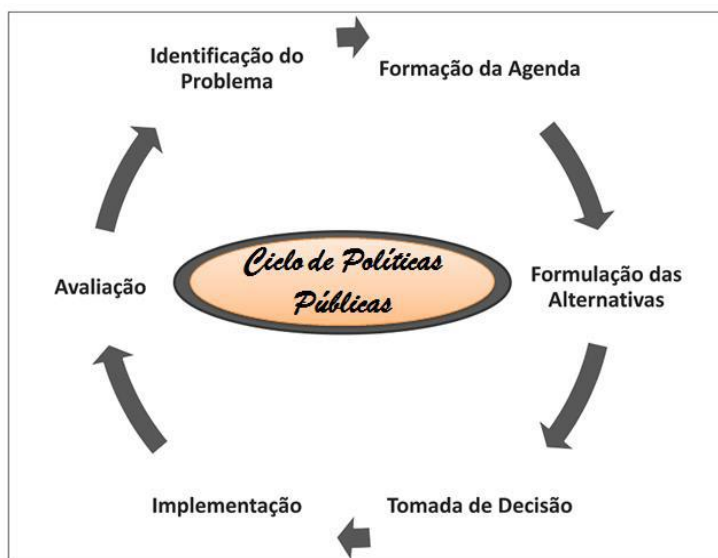 Identificação do
Problema
Formação da Agenda
Formulação das
Alternativas
Tomada de Decisão
Implementação
Avaliação
Ciclo de Políticas
Públicas